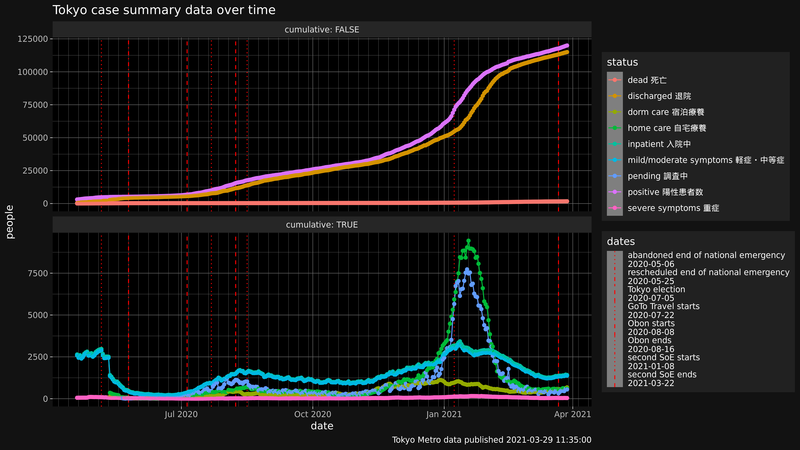 Tokyo case summary data over time
cumulative: FALSE
125000
100000
75000
50000
25000
0
cumulative: TRUE
7500
5000
2500
0
people
Jul 2020
Oct 2020
Jan 2021
Apr 2021
date
status
dead 死亡
discharged 退院
dorm care 宿泊療養
home care 自宅療養
inpatient 入院中
mild/moderate symptoms 軽症・中等症
pending 調査中
positive 陽性患者数
severe symptoms 重症
dates
abandoned end of national emergency
2020-05-06
rescheduled end of national emergency
2020-05-25
Tokyo election
2020-07-05
GoTo Travel starts
2020-07-22
Obon starts
2020-08-08
Obon ends
2020-08-16
second SoE starts
2021-01-08
second SoE ends
2021-03-22
Tokyo Metro data published 2021-03-29 11:35:00